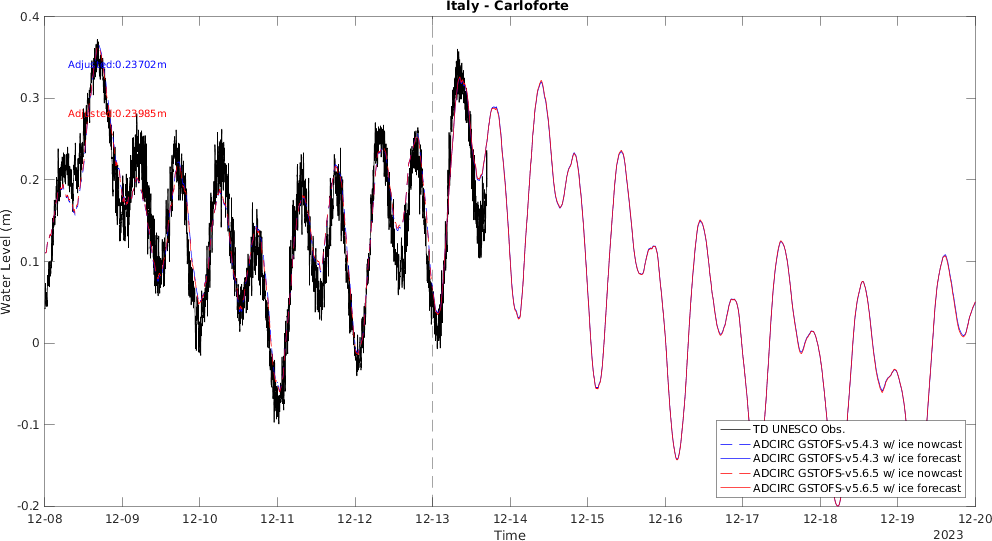 Italy - Carloforte
0.4
0.3
0.2
0.1
0
-0.1
-0.2
Water Level (m)
Adjusted:0.23702m
Adjusted:0.23985m
TD UNESCO Obs.
ADCIRC GSTOFS-v5.4.3 w/ ice nowcast
ADCIRC GSTOFS-v5.4.3 w/ ice forecast
ADCIRC GSTOFS-v5.6.5 w/ ice nowcast
ADCIRC GSTOFS-v5.6.5 w/ ice forecast
12-08 12-09 12-10 12-11 12-12 12-13 12-14 12-15 12-16 12-17 12-18 12-19 12-20
Time
2023